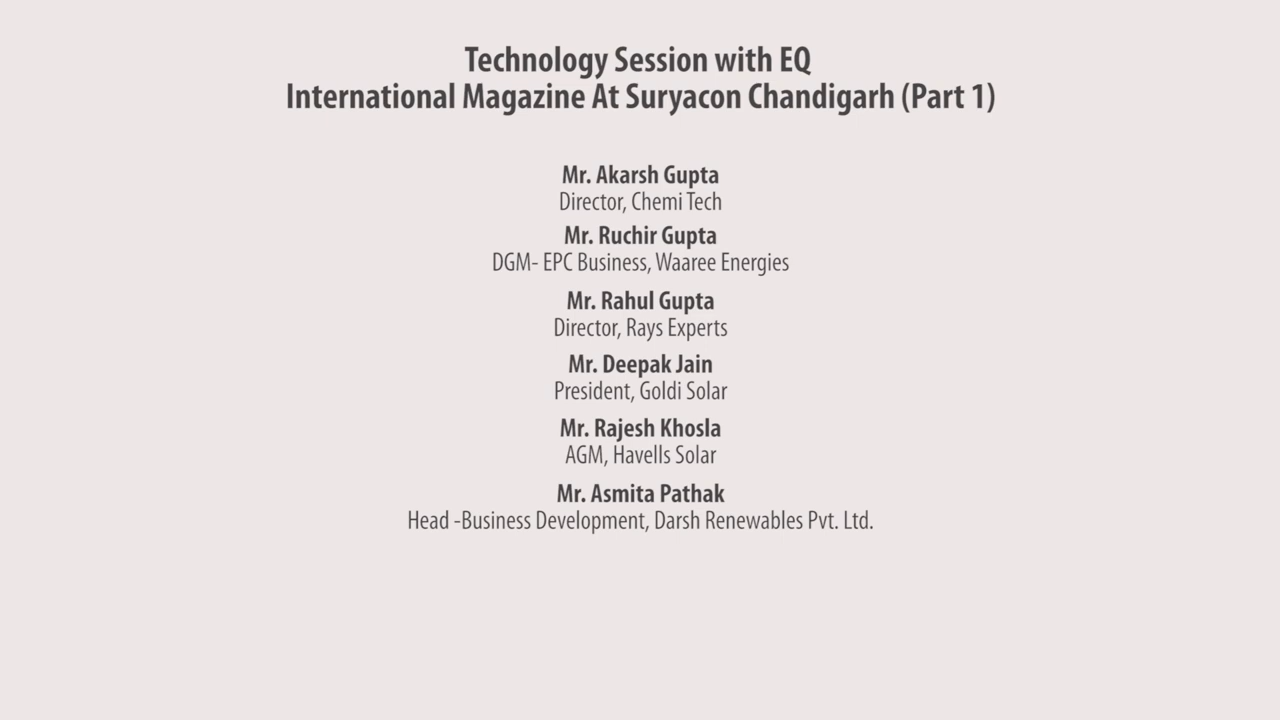 Technology Session with EQ
International Magazine At Suryacon Chandigarh (Part 1)
Mr. Akarsh Gupta
Director, Chemi Tech
Mr. Ruchir Gupta
DGM- EPC Business, Waaree Energies
Mr. Rahul Gupta
Director, Rays Experts
Mr. Deepak Jain
President, Goldi Solar
Mr. Rajesh Khosla
AGM, Havells Solar
Mr. Asmita Pathak
Head -Business Development, Darsh Renewables Pvt. Ltd.